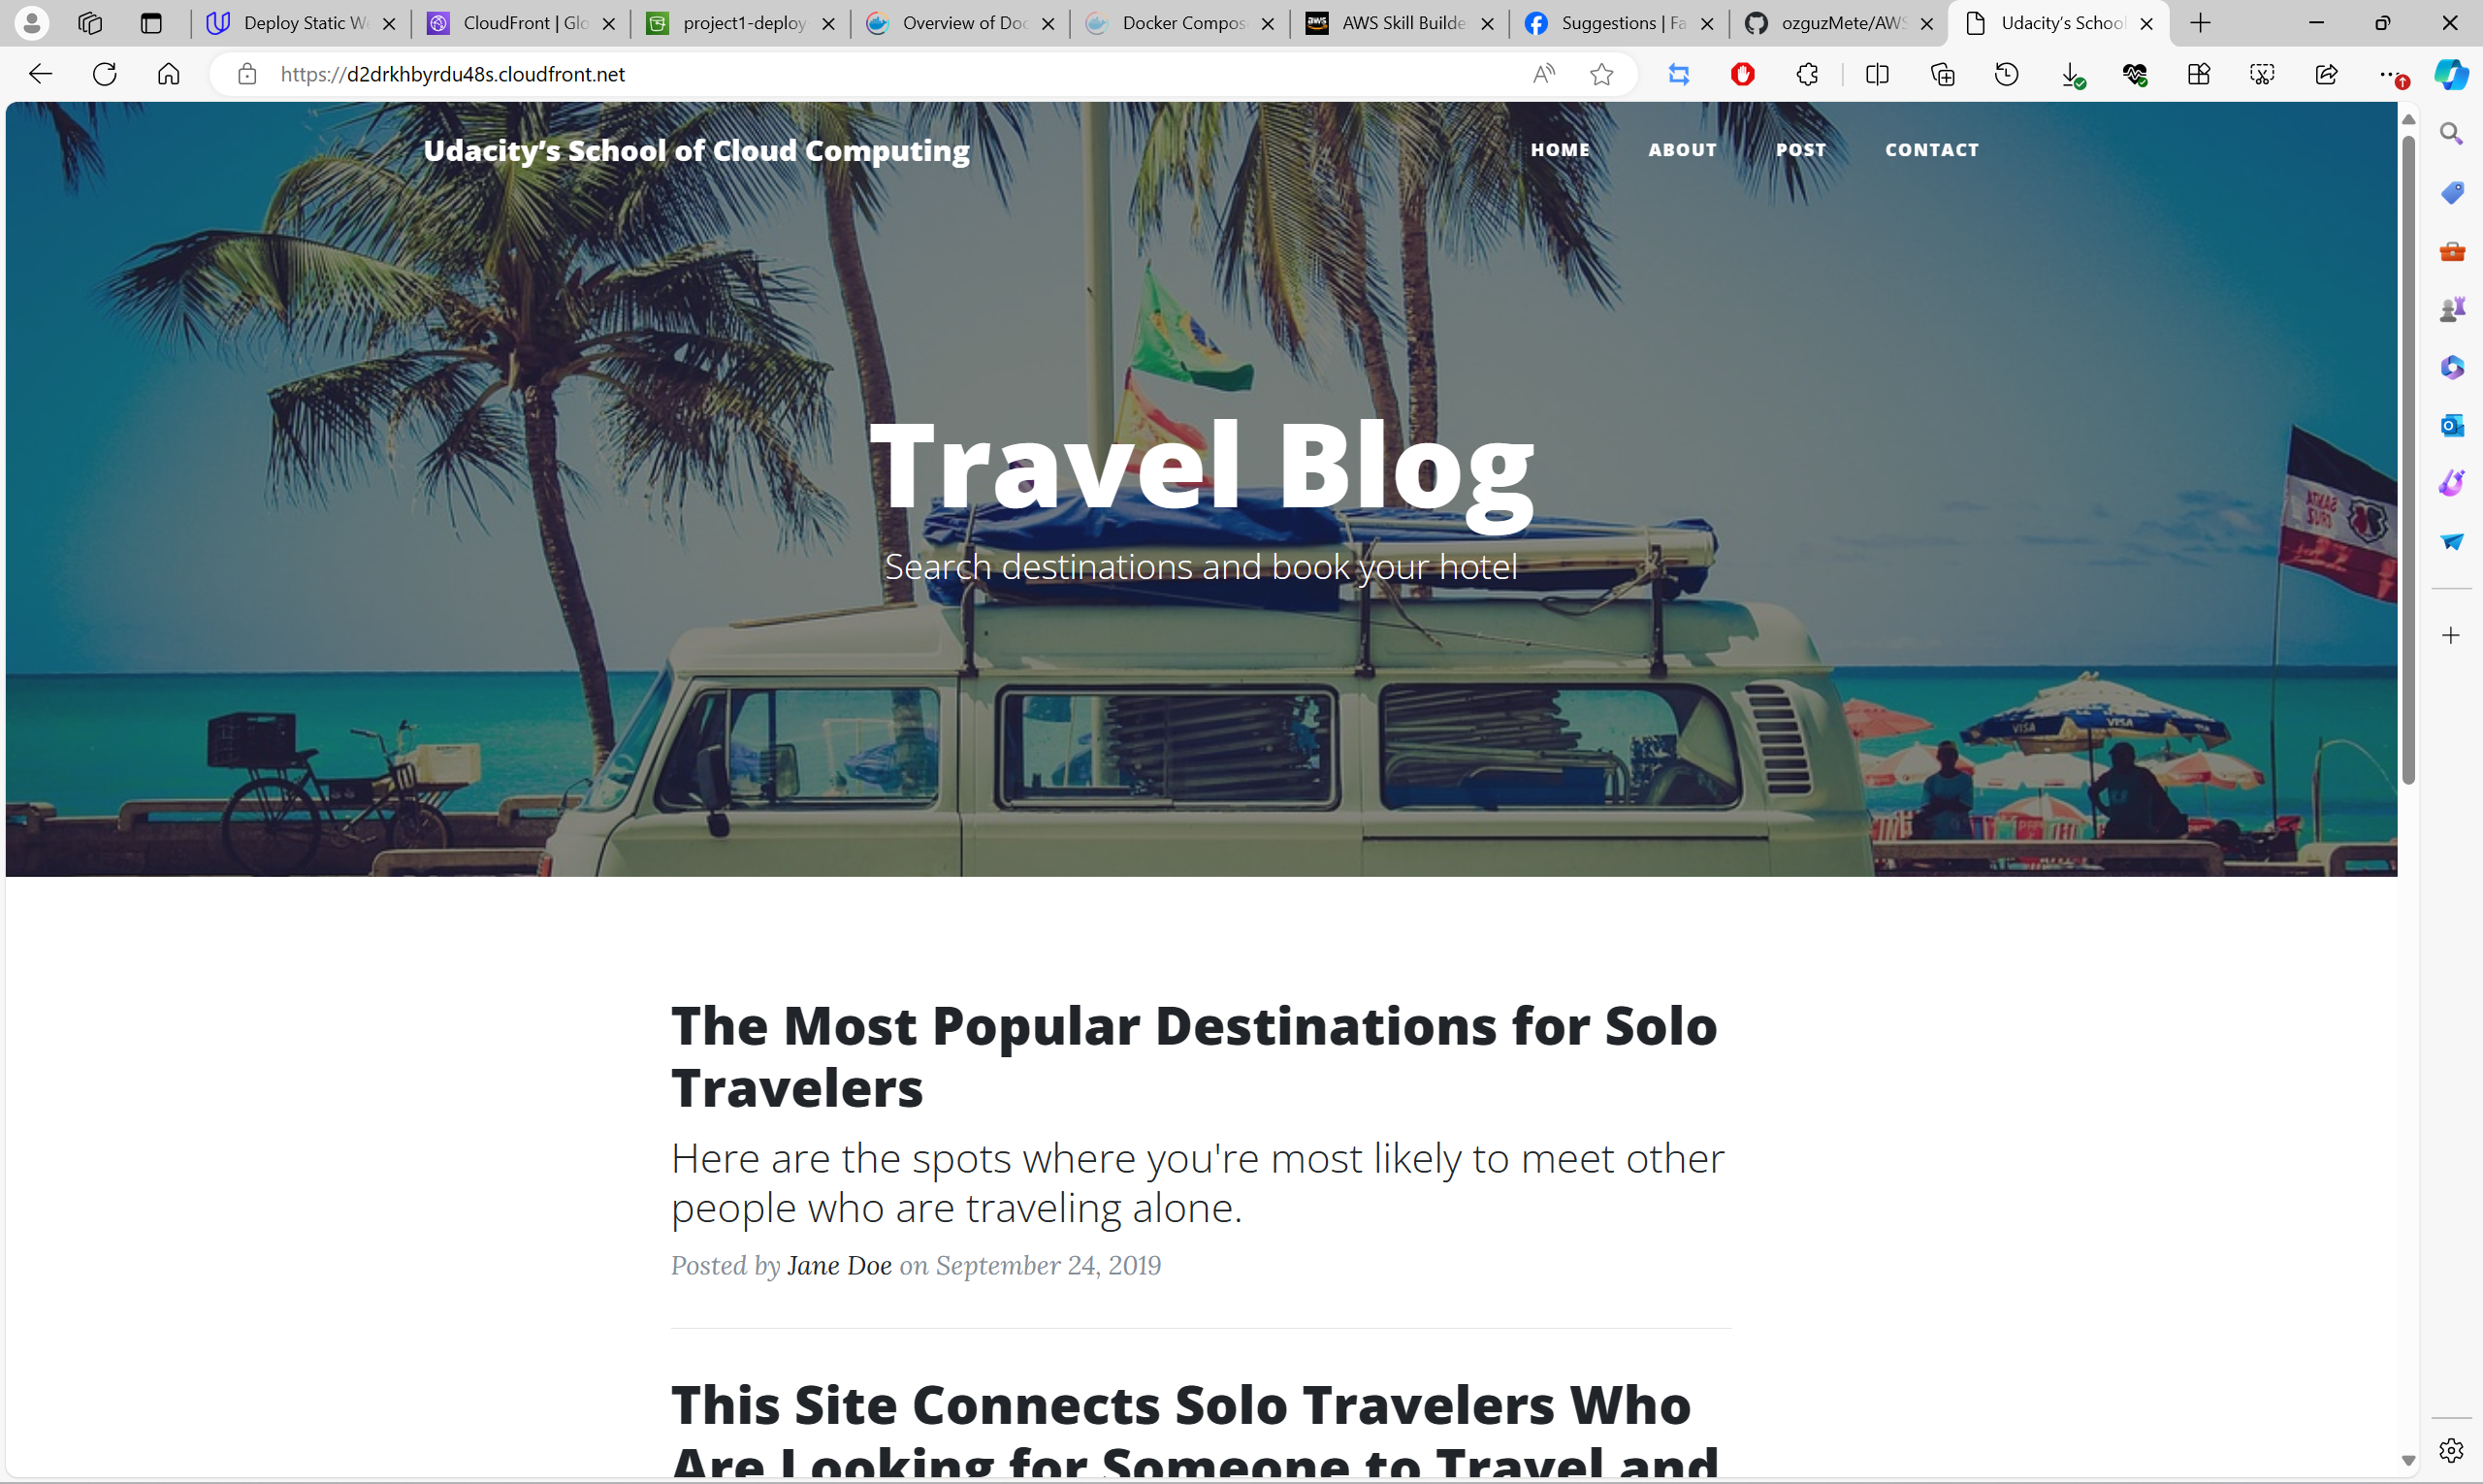 Deploy Static We
CloudFront | Glo
project1-deploy
Overview of Doc
Docker Compos
AWS Skill Builde
Suggestions | Fa
ozguzMete/AWS
Udacity’s School
https://d2drkhbyrdu48s.cloudfront.net
Udacity’s School of Cloud Computing
HOME ABOUT POST CONTACT
Travel Blog
Search destinations and book your hotel
VISA VISA
The Most Popular Destinations for Solo
Travelers
Here are the spots where you're most likely to meet other
people who are traveling alone.
Posted by Jane Doe on September 24, 2019
This Site Connects Solo Travelers Who
Are Looking for Someone to Travel and